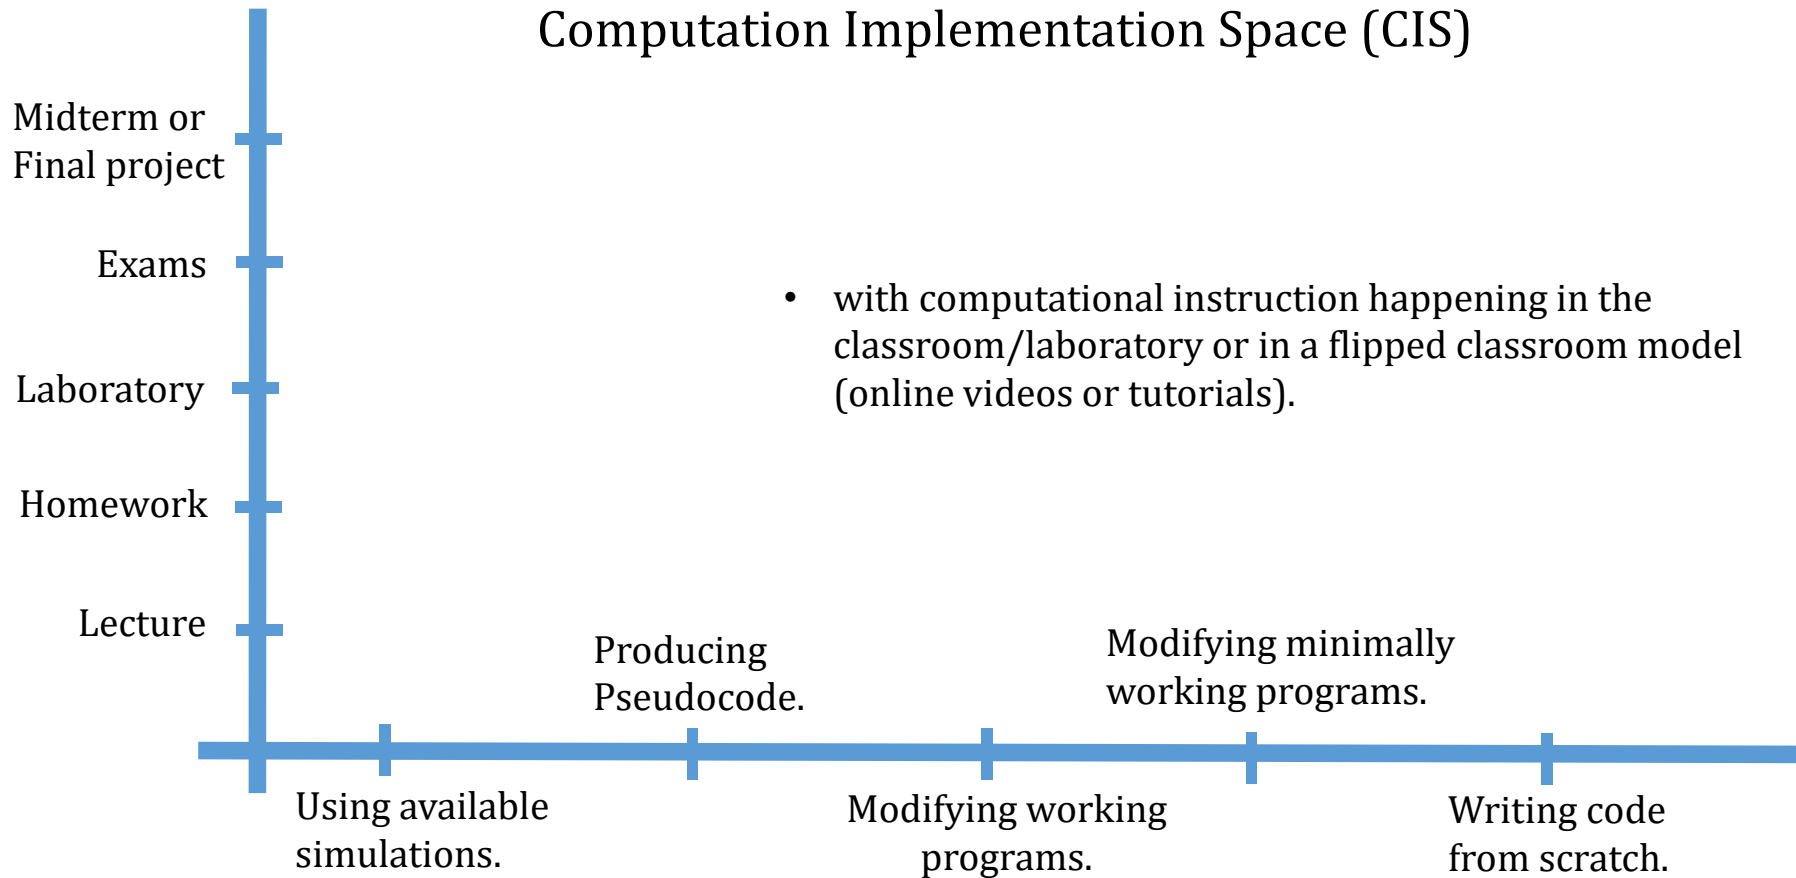 Computation Implementation Space (CIS)
Midterm or
Final project
Exams
• with computational instruction happening in the
classroom/laboratory or in a flipped classroom model
(online videos or tutorials).
Laboratory
Homework
Lecture
Producing
Pseudocode.
Modifying minimally
working programs.
Using available
simulations.
Modifying working
programs.
Writing code
from scratch.